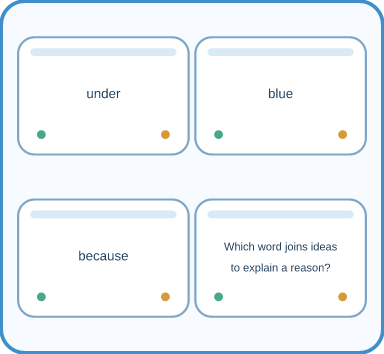 under
blue
because
Which word joins ideas
to explain a reason?